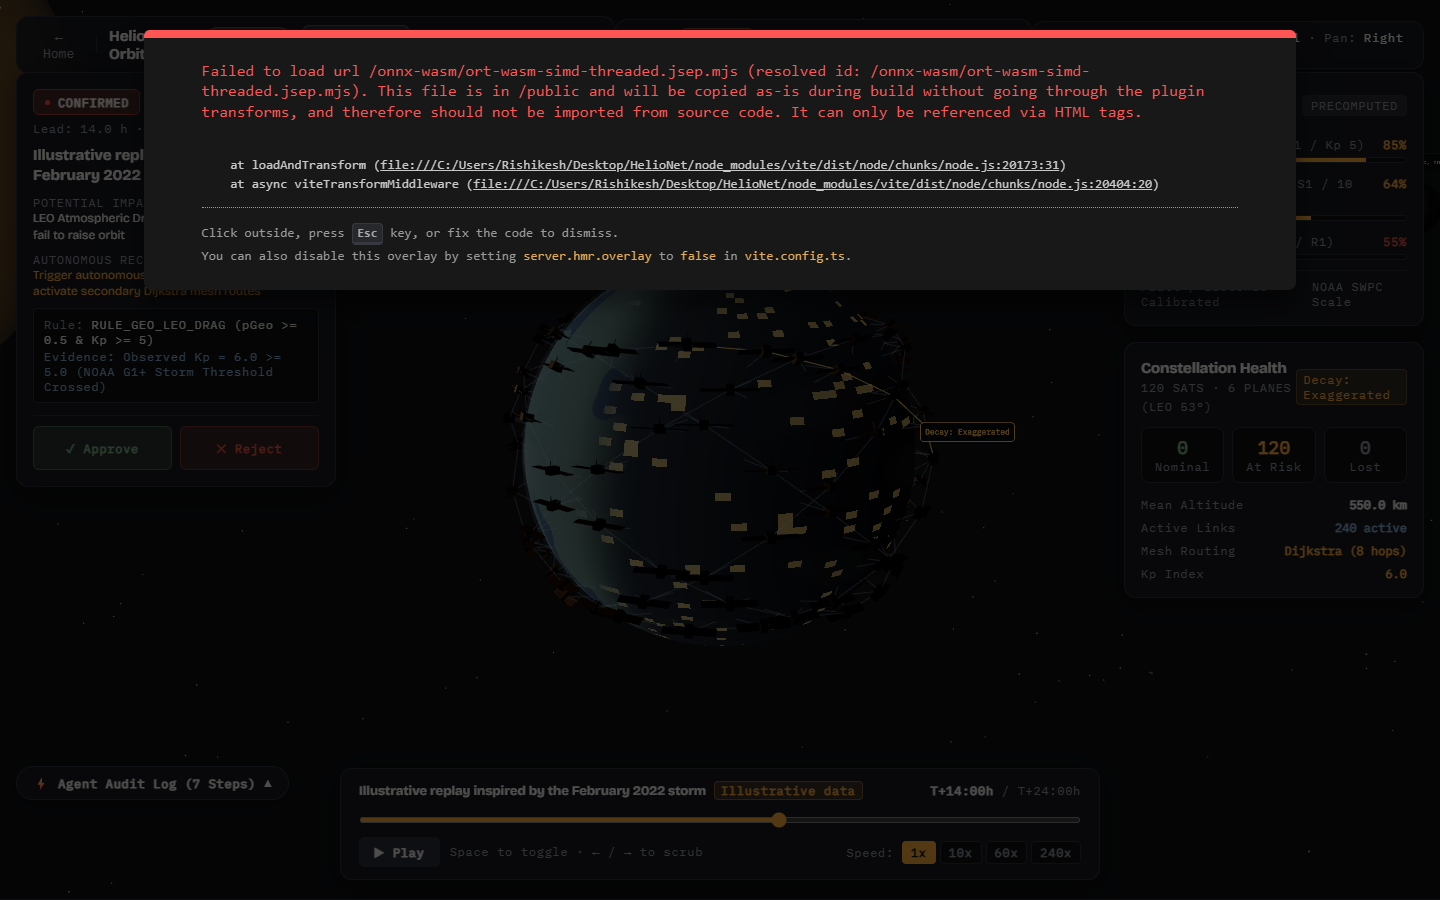 Failed to load url /onnx-wasm/ort-wasm-simd-threaded.jsep.mjs (resolved id: /onnx-wasm/ort-wasm-simd-
threaded.jsep.mjs). This file is in /public and will be copied as-is during build without going through the plugin
transforms, and therefore should not be imported from source code. It can only be referenced via HTML tags.
at loadAndTransform (file:///C:/Users/Rishikesh/Desktop/HelioNet/node_modules/vite/dist/node/chunks/node.js:20173:31)
at async viteTransformMiddleware (file:///C:/Users/Rishikesh/Desktop/HelioNet/node_modules/vite/dist/node/chunks/node.js:20404:20)
Click outside, press Esc key, or fix the code to dismiss.
You can also disable this overlay by setting server.hmr.overlay to false in vite.config.ts.
←
Home
Helio
Orbit
· Pan: Right
• CONFIRMED
Lead: 14.0 h ·
Illustrative repl
February 2022
POTENTIAL IMPA
LEO Atmospheric Dr
fail to raise orbit
AUTONOMOUS REC
Trigger autonomous
activate secondary Dijkstra mesh routes
Rule: RULE_GEO_LEO_DRAG (pGeo >=
0.5 & Kp >= 5)
Evidence: Observed Kp = 6.0 >=
5.0 (NOAA G1+ Storm Threshold
Crossed)
✓ Approve
✕ Reject
PRECOMPUTED
1 / Kp 5) 85%
S1 / 10 64%
/ R1) 55%
Calibrated
NOAA SWPC
Scale
Constellation Health
120 SATS · 6 PLANES
(LEO 53°)
Decay:
Exaggerated
0
Nominal
120
At Risk
0
Lost
Mean Altitude 550.0 km
Active Links 240 active
Mesh Routing Dijkstra (8 hops)
Kp Index 6.0
Decay: Exaggerated
Agent Audit Log (7 Steps) ▲
Illustrative replay inspired by the February 2022 storm Illustrative data T+14:00h / T+24:00h
▶ Play Space to toggle · ← / → to scrub Speed: 1x 10x 60x 240x